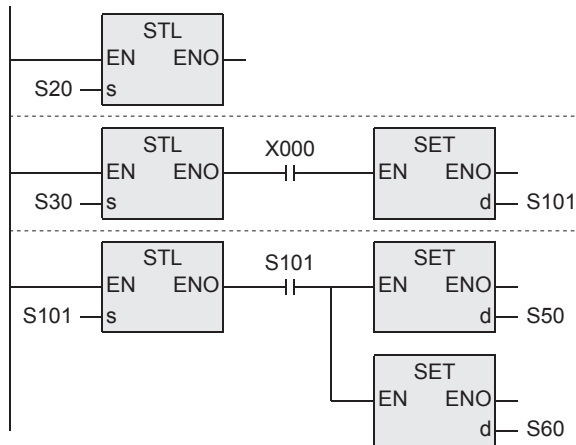 STL
EN ENO
S20 s
STL X000 SET
EN ENO EN ENO
S30 s d S101
STL S101 SET
EN ENO EN ENO
S101 s d S50
SET
EN ENO
d S60